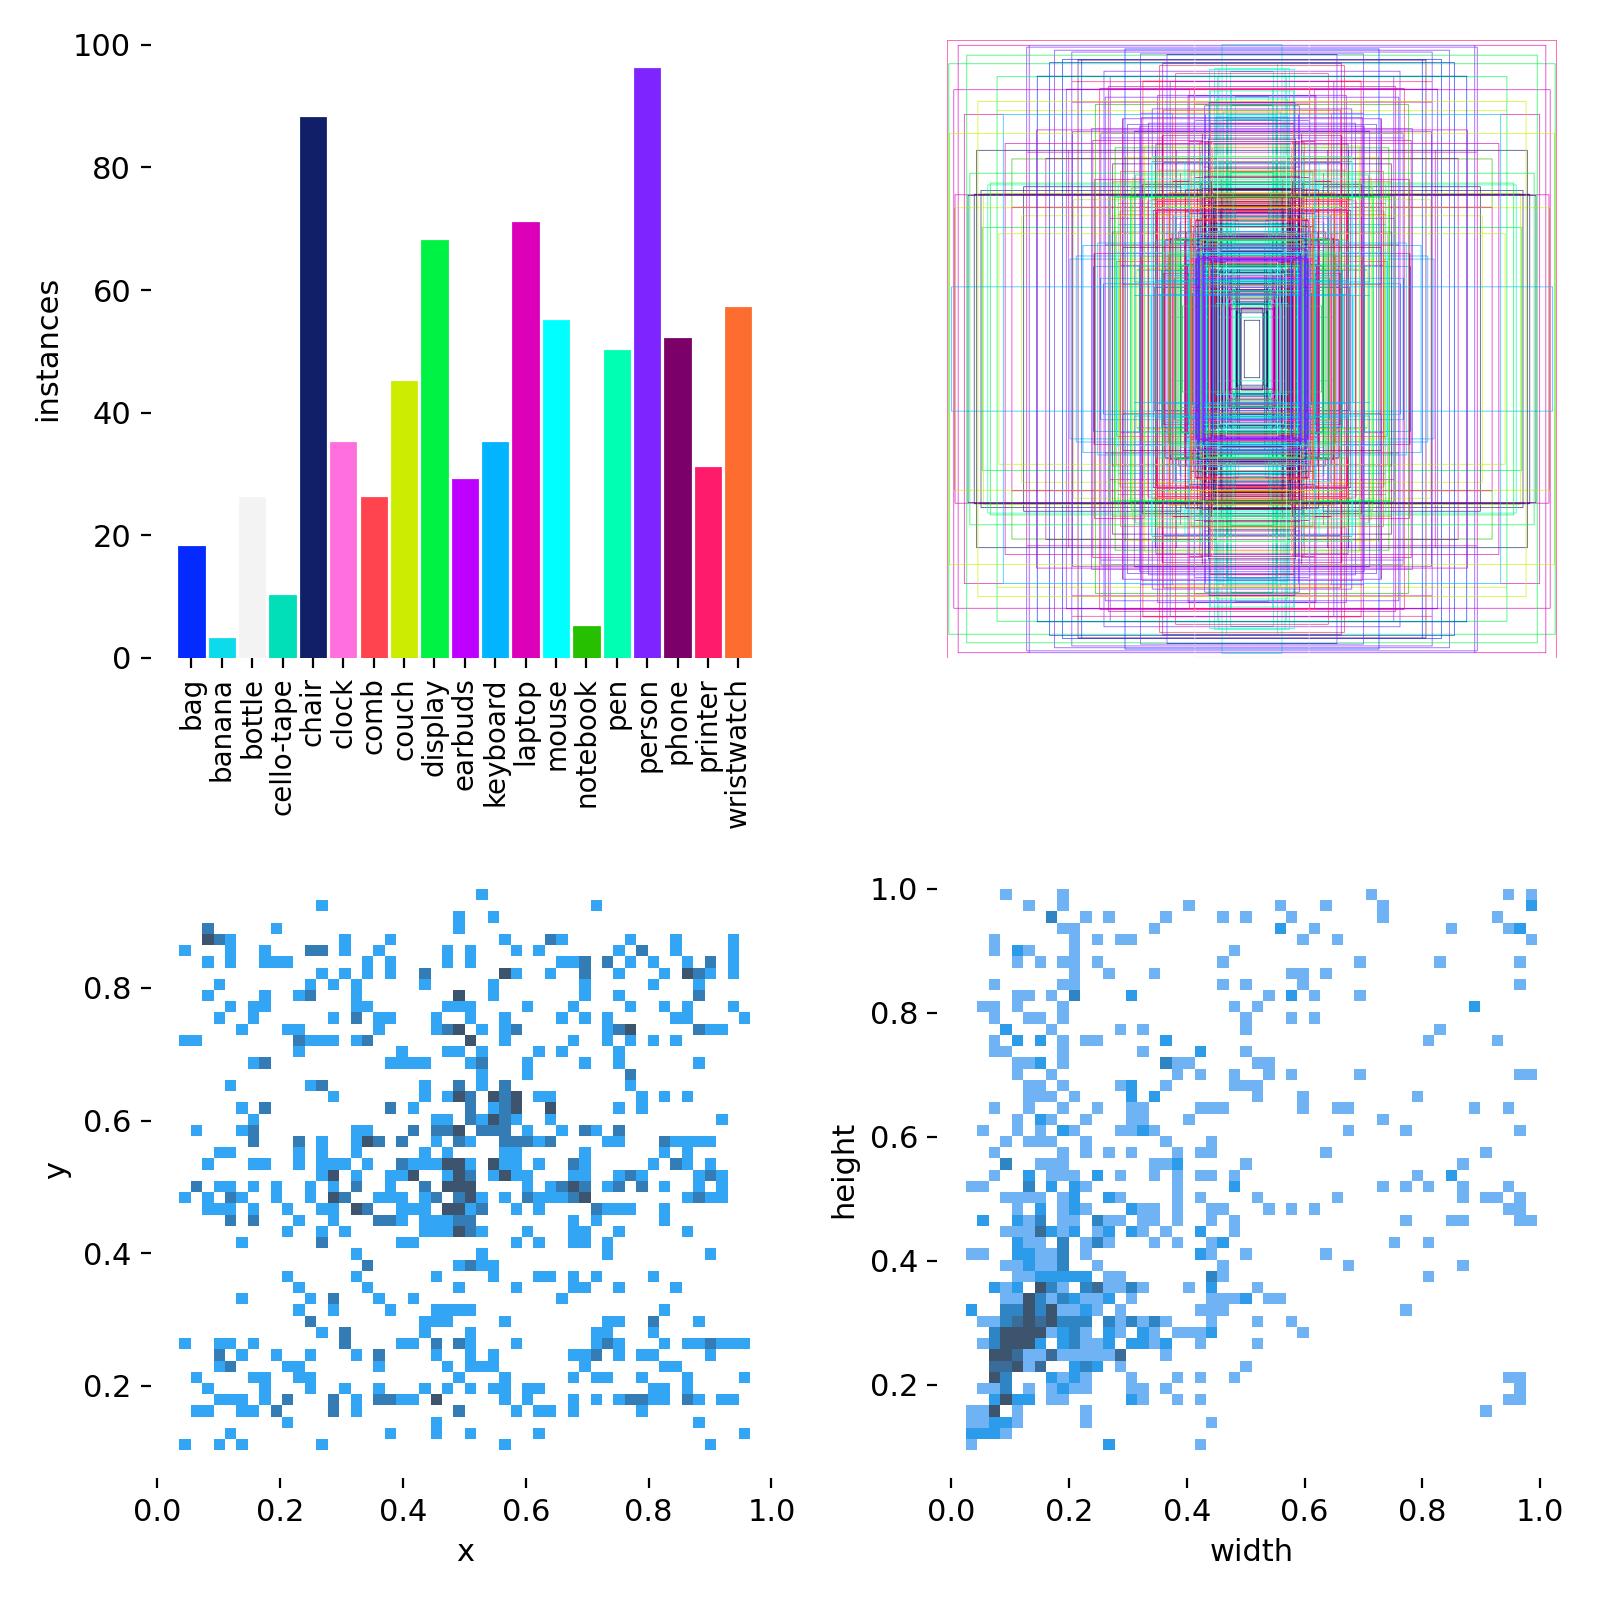 100
80
60
40
20
0
instances
bag
banana
bottle
cello-tape
chair
clock
comb
couch
display
earbuds
keyboard
laptop
mouse
notebook
pen
person
phone
printer
wristwatch
0.8
0.6
0.4
0.2
y
0.0 0.2 0.4 0.6 0.8 1.0
x
1.0
0.8
0.6
0.4
0.2
height
0.0 0.2 0.4 0.6 0.8 1.0
width